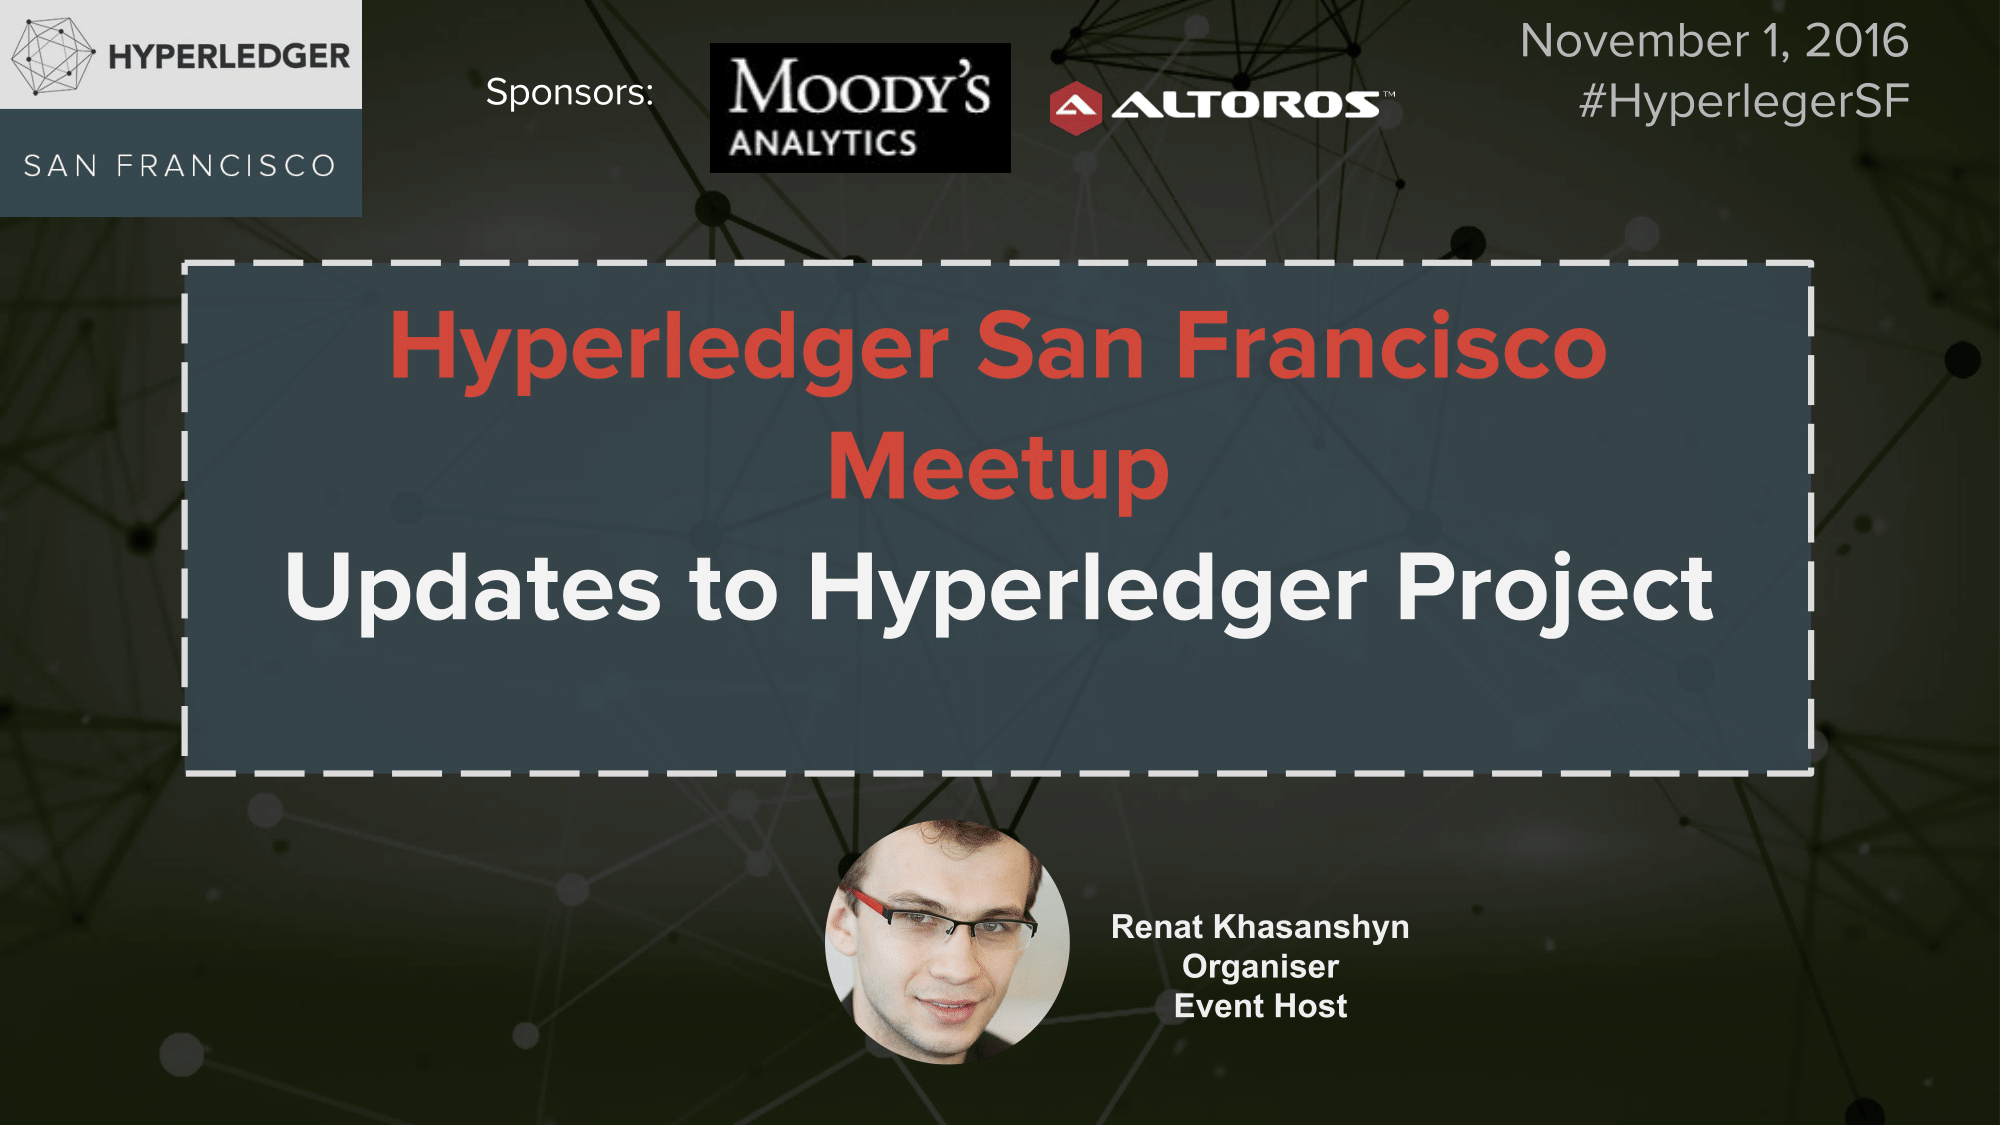 HYPERLEDGER
SAN FRANCISCO
Sponsors:
MOODY'S
ANALYTICS
ALTOROS™
November 1, 2016
#HyperlegerSF
Hyperledger San Francisco
Meetup
Updates to Hyperledger Project
Renat Khasanshyn
Organiser
Event Host